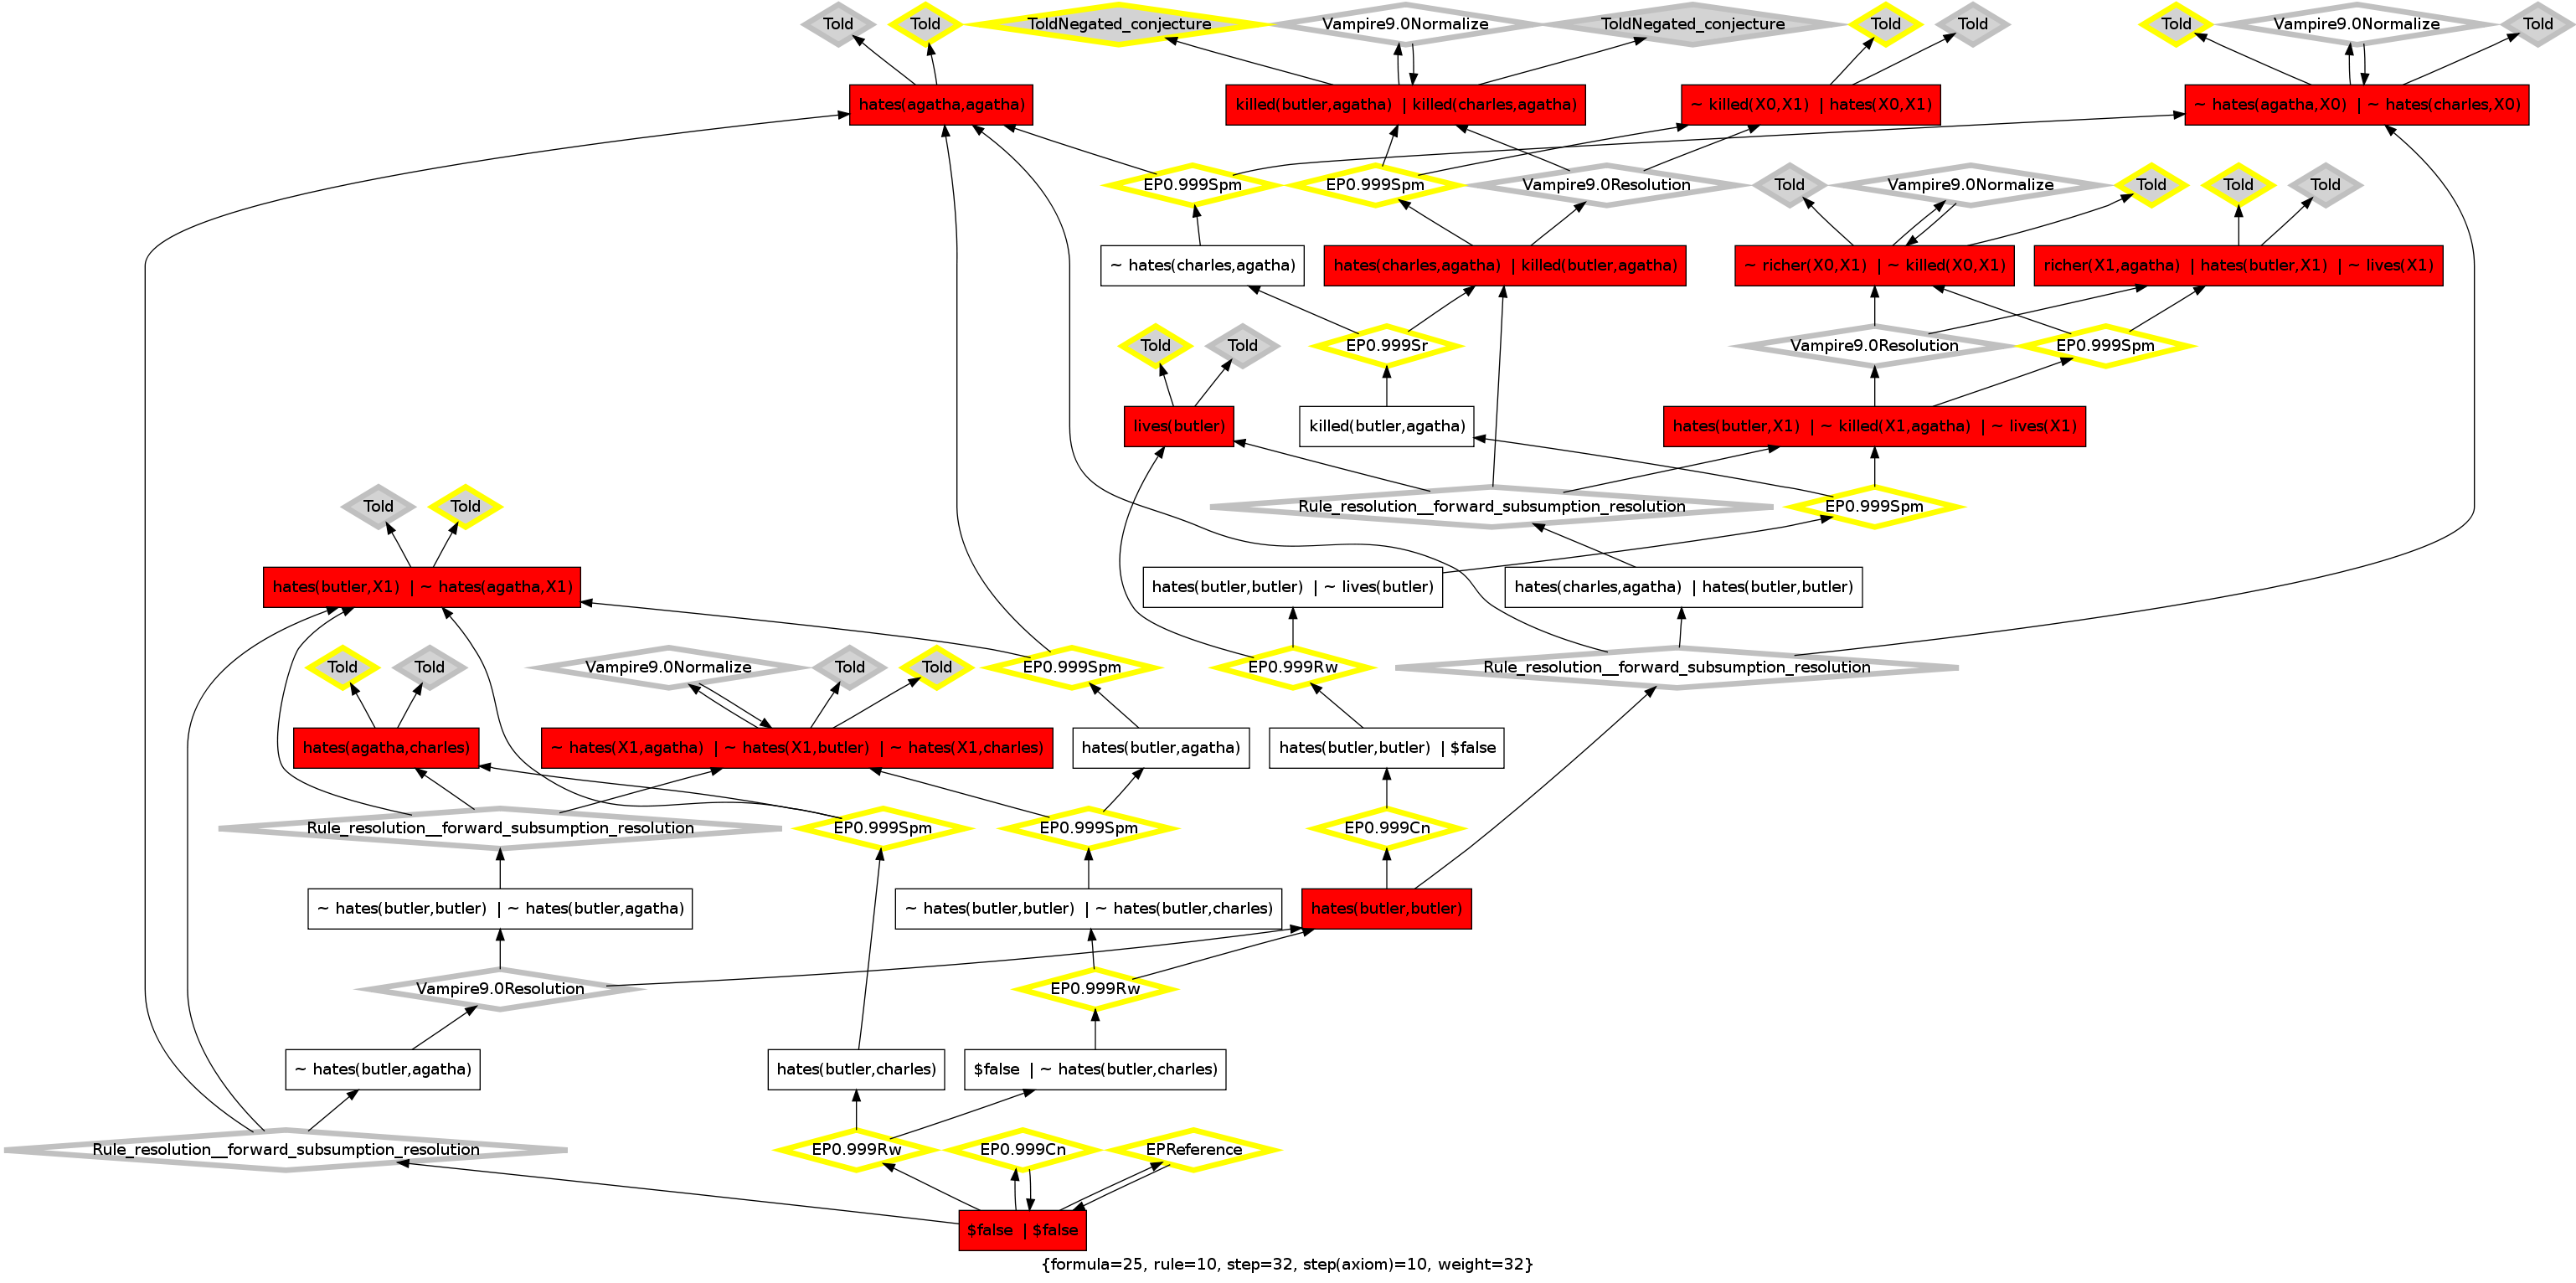 Told
Told
ToldNegated_conjecture
Vampire9.0Normalize
ToldNegated_conjecture
Told
Told
Told
Vampire9.0Normalize
Told
hates(agatha,agatha)
killed(butler,agatha) | killed(charles,agatha)
~ killed(X0,X1) | hates(X0,X1)
~ hates(agatha,X0) | ~ hates(charles,X0)
EP0.999Spm
EP0.999Spm
Vampire9.0Resolution
Told
Vampire9.0Normalize
Told
Told
Told
~ hates(charles,agatha)
hates(charles,agatha) | killed(butler,agatha)
~ richer(X0,X1) | ~ killed(X0,X1)
richer(X1,agatha) | hates(butler,X1) | ~ lives(X1)
Told
Told
EP0.999Sr
Vampire9.0Resolution
EP0.999Spm
lives(butler)
killed(butler,agatha)
hates(butler,X1) | ~ killed(X1,agatha) | ~ lives(X1)
Told
Told
Rule_resolution__forward_subsumption_resolution
EP0.999Spm
hates(butler,X1) | ~ hates(agatha,X1)
hates(butler,butler) | ~ lives(butler)
hates(charles,agatha) | hates(butler,butler)
Told
Told
Vampire9.0Normalize
Told
Told
EP0.999Spm
EP0.999Rw
Rule_resolution__forward_subsumption_resolution
hates(agatha,charles)
~ hates(X1,agatha) | ~ hates(X1,butler) | ~ hates(X1,charles)
hates(butler,agatha)
hates(butler,butler) | $false
Rule_resolution__forward_subsumption_resolution
EP0.999Spm
EP0.999Spm
EP0.999Cn
~ hates(butler,butler) | ~ hates(butler,agatha)
~ hates(butler,butler) | ~ hates(butler,charles)
hates(butler,butler)
Vampire9.0Resolution
EP0.999Rw
~ hates(butler,agatha)
hates(butler,charles)
$false | ~ hates(butler,charles)
Rule_resolution__forward_subsumption_resolution
EP0.999Rw
EP0.999Cn
EPReference
$false | $false
{formula=25, rule=10, step=32, step(axiom)=10, weight=32}